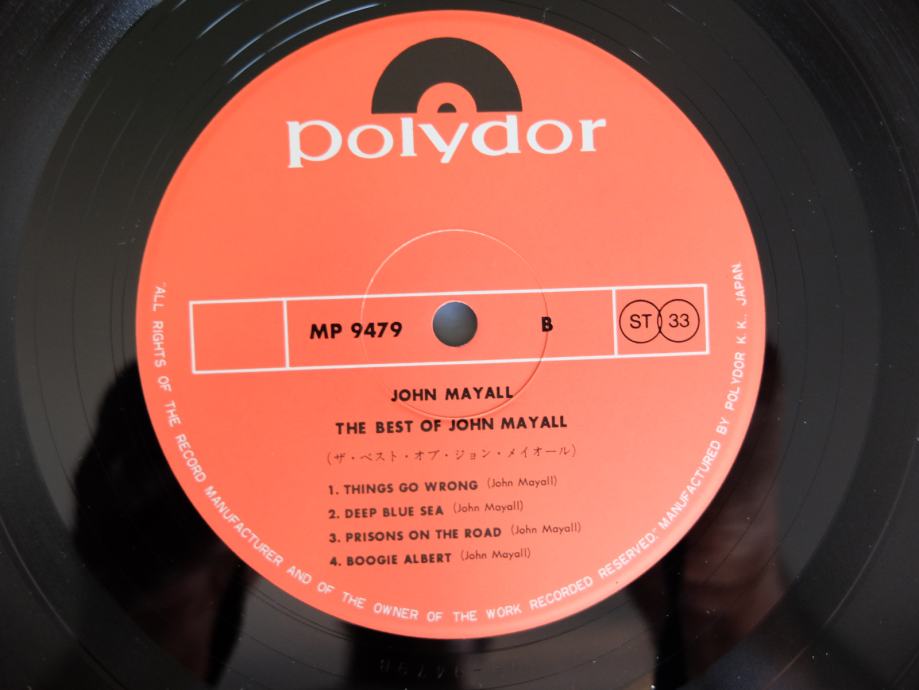 polydor
MP 9479 B ST 33
JOHN MAYALL
THE BEST OF JOHN MAYALL
(ザ・ベスト・オブ・ジョン・メイオール)
1. THINGS GO WRONG (John Mayall)
2. DEEP BLUE SEA (John Mayall)
3. PRISONS ON THE ROAD (John Mayall)
4. BOOGIE ALBERT (John Mayall)
"ALL RIGHTS OF THE RECORD MANUFACTURER AND OF THE OWNER OF THE WORK RECORDED RESERVED." MANUFACTURED BY POLYDOR K.K., JAPAN.